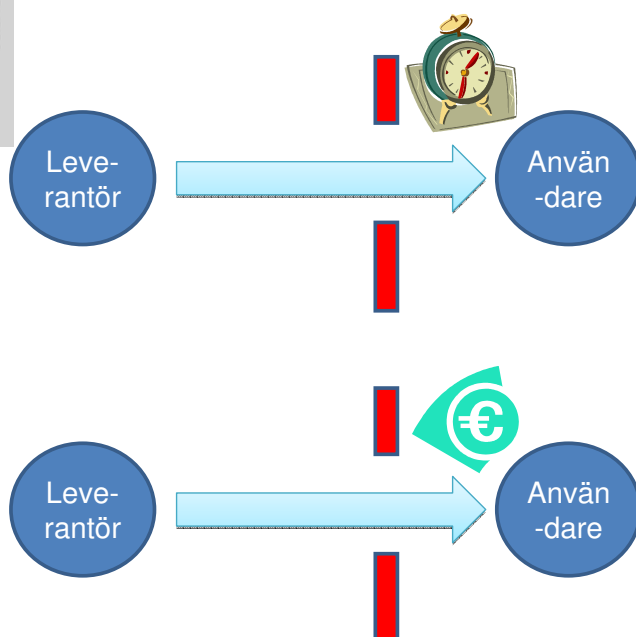 Leve-
rantör
Använ
-dare
€
Leve-
rantör
Använ
-dare